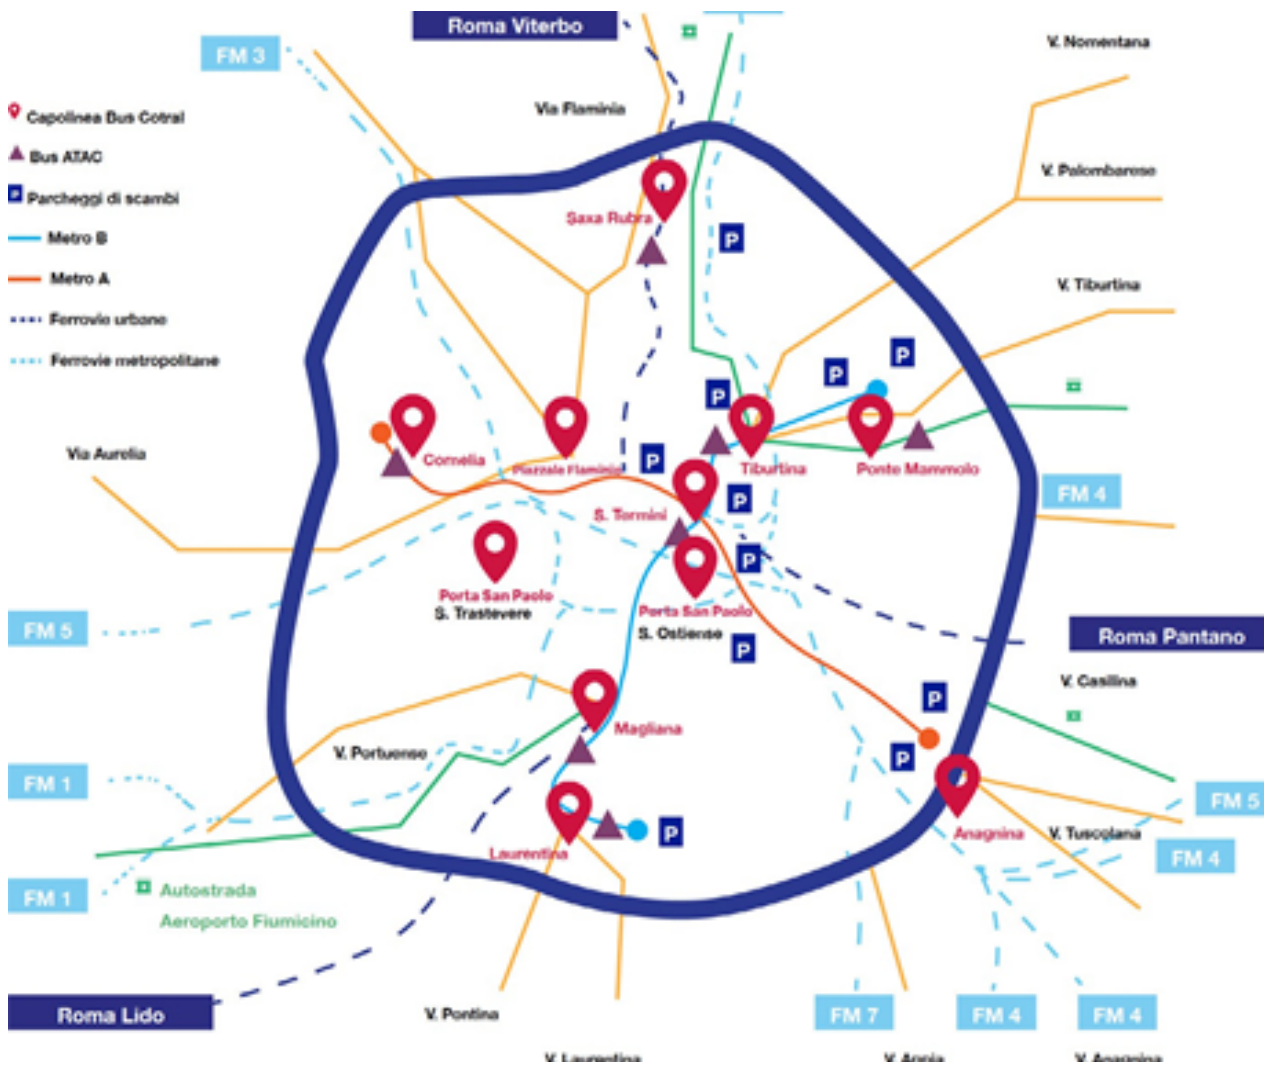 Roma Viterbo
FM 3
V. Nomentana
Via Flaminia
Capolinea Bus Cotral
Bus ATAC
P Parcheggi di scambi
Metro B
Metro A
Ferrovie urbane
Ferrovie metropolitane
V. Palombarese
Saxa Rubra
P
V. Tiburtina
P
P
P
Via Aurelia
Cornelia
Piazzale Flaminio
P
Tiburtina
Ponte Mammolo
FM 4
S. Termini
P
P
Porta San Paolo
S. Trastevere
Porta San Paolo
S. Ostiense
P
FM 5
Roma Pantano
V. Casilina
P
Magliana
V. Portuense
P
FM 1
FM 5
Laurentina
P
Anagnina
V. Tuscolana
FM 4
FM 1
Autostrada
Aeroporto Fiumicino
Roma Lido
V. Pontina
FM 7
FM 4
FM 4
V. Laurentina
V. Appia
V. Anagnina